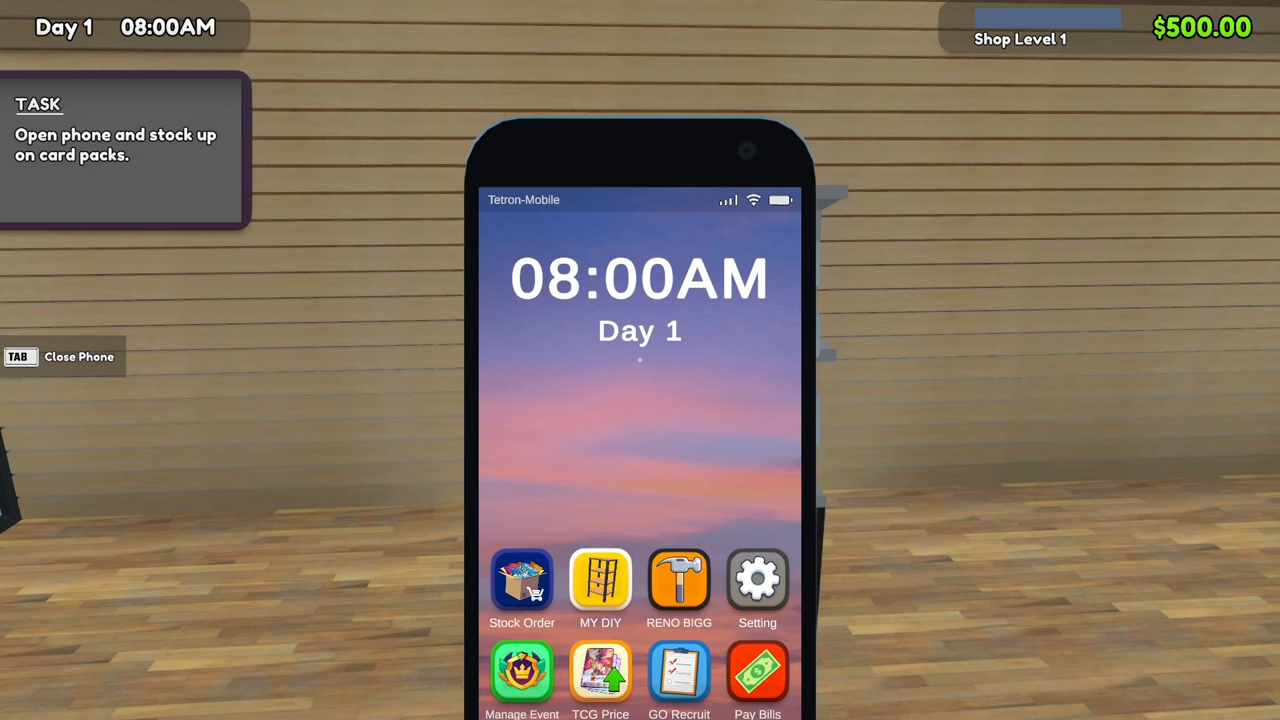 Day 1 08:00AM
Shop Level 1
$500.00
TASK
Open phone and stock up
on card packs.
TAB Close Phone
Tetron-Mobile
08:00AM
Day 1
Stock Order MY DIY RENO BIGG Setting
Manage Event TCG Price GO Recruit Pay Bills